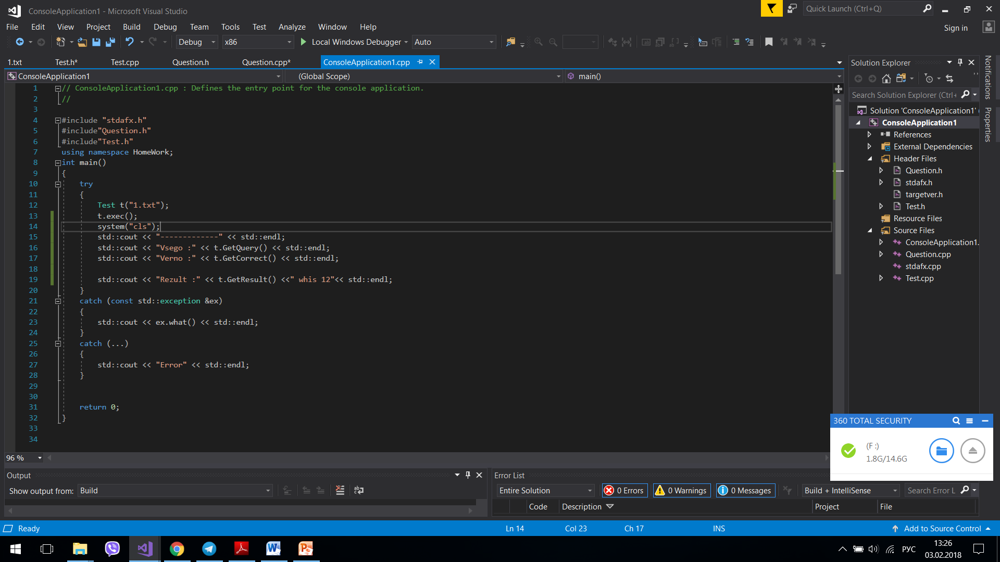 ConsoleApplication1 - Microsoft Visual Studio
Quick Launch (Ctrl+Q)
File Edit View Project Build Debug Team Tools Test Analyze Window Help
Sign in
Debug x86 Local Windows Debugger Auto
1.txt Test.h* Test.cpp Question.h Question.cpp* ConsoleApplication1.cpp
ConsoleApplication1 (Global Scope) main()
1 // ConsoleApplication1.cpp : Defines the entry point for the console application.
2 //
3
4 #include "stdafx.h"
5 #include"Question.h"
6 #include"Test.h"
7 using namespace HomeWork;
8 int main()
9 {
10 try
11 {
12 Test t("1.txt");
13 t.exec();
14 system("cls");
15 std::cout << "-------------" << std::endl;
16 std::cout << "Vsego :" << t.GetQuery() << std::endl;
17 std::cout << "Verno :" << t.GetCorrect() << std::endl;
18
19 std::cout << "Rezult :" << t.GetResult() <<" whis 12"<< std::endl;
20 }
21 catch (const std::exception &ex)
22 {
23 std::cout << ex.what() << std::endl;
24 }
25 catch (...)
26 {
27 std::cout << "Error" << std::endl;
28 }
29
30
31 return 0;
32 }
33
34
96 %
Solution Explorer
Search Solution Explorer (Ctrl+
Solution 'ConsoleApplication1' (
ConsoleApplication1
References
External Dependencies
Header Files
Question.h
stdafx.h
targetver.h
Test.h
Resource Files
Source Files
ConsoleApplication1.
Question.cpp
stdafx.cpp
Test.cpp
Notifications
Properties
360 TOTAL SECURITY
(F :)
1.8G/14.6G
Output
Show output from: Build
Error List
Entire Solution 0 Errors 0 Warnings 0 Messages Build + IntelliSense Search Error L
Code Description Project File
Ready Ln 14 Col 23 Ch 17 INS Add to Source Control
РУС
13:26
03.02.2018